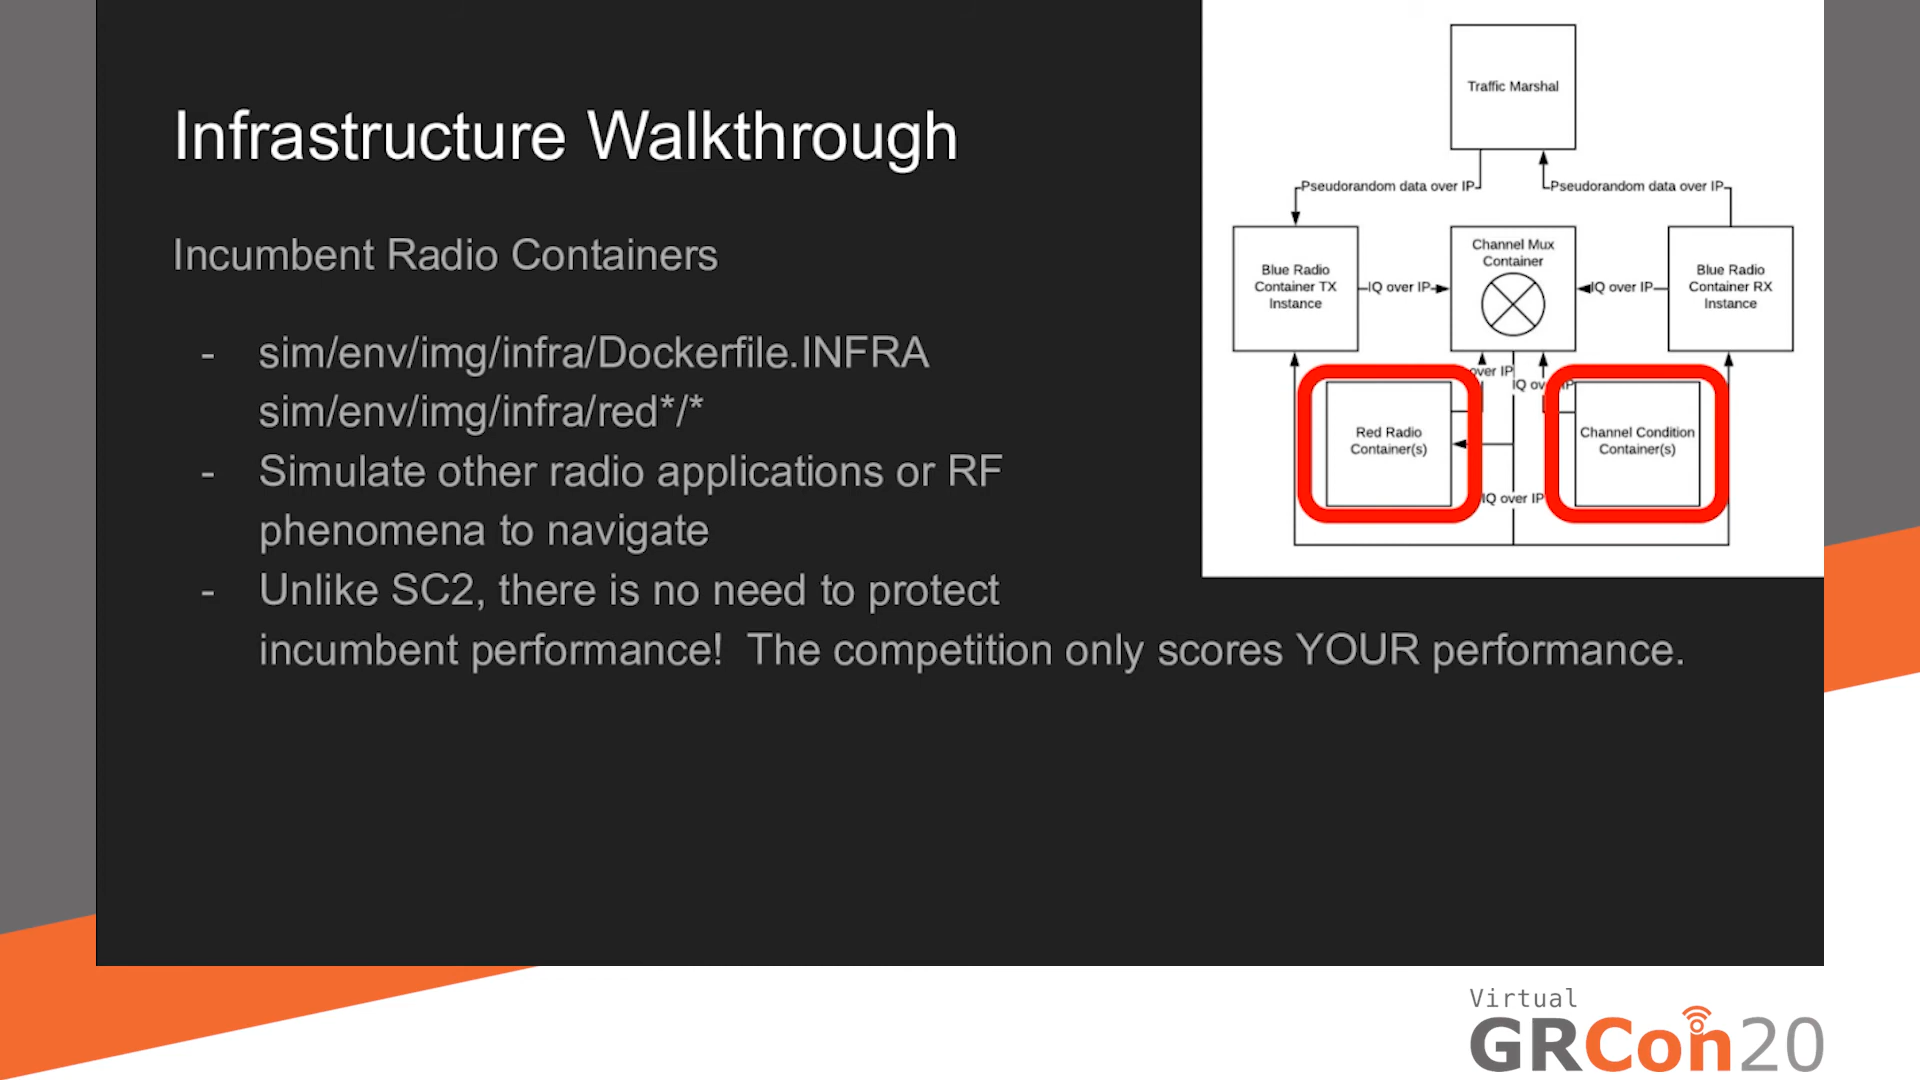 Infrastructure Walkthrough
Incumbent Radio Containers
- sim/env/img/infra/Dockerfile.INFRA
sim/env/img/infra/red*/*
- Simulate other radio applications or RF
phenomena to navigate
- Unlike SC2, there is no need to protect
incumbent performance!  The competition only scores YOUR performance.
Traffic Marshal
Pseudorandom data over IP
Pseudorandom data over IP
Blue Radio
Container TX
Instance
IQ over IP
Channel Mux
Container
IQ over IP
Blue Radio
Container RX
Instance
over IP
IQ ov
IP
Red Radio
Container(s)
Channel Condition
Container(s)
IQ over IP
Virtual
GRCon20